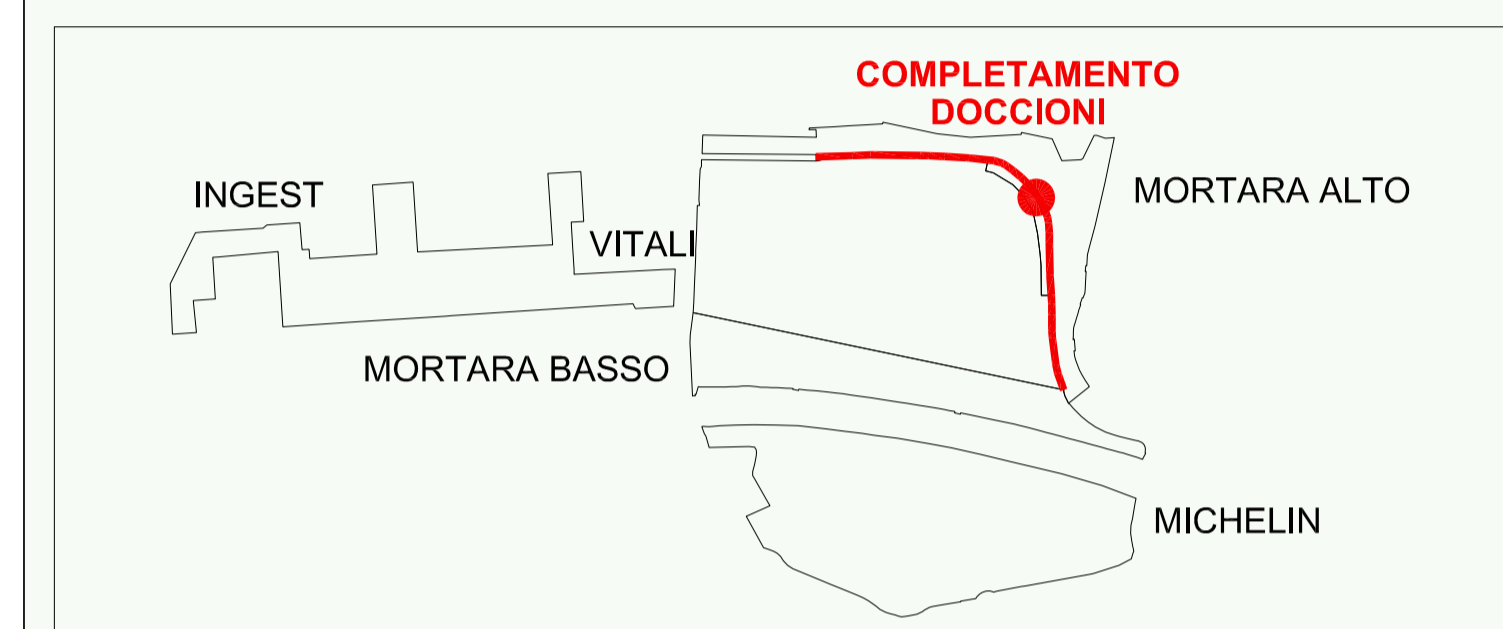 COMPLETAMENTO
DOCCIONI
INGEST
MORTARA ALTO
VITALI
MORTARA BASSO
MICHELIN